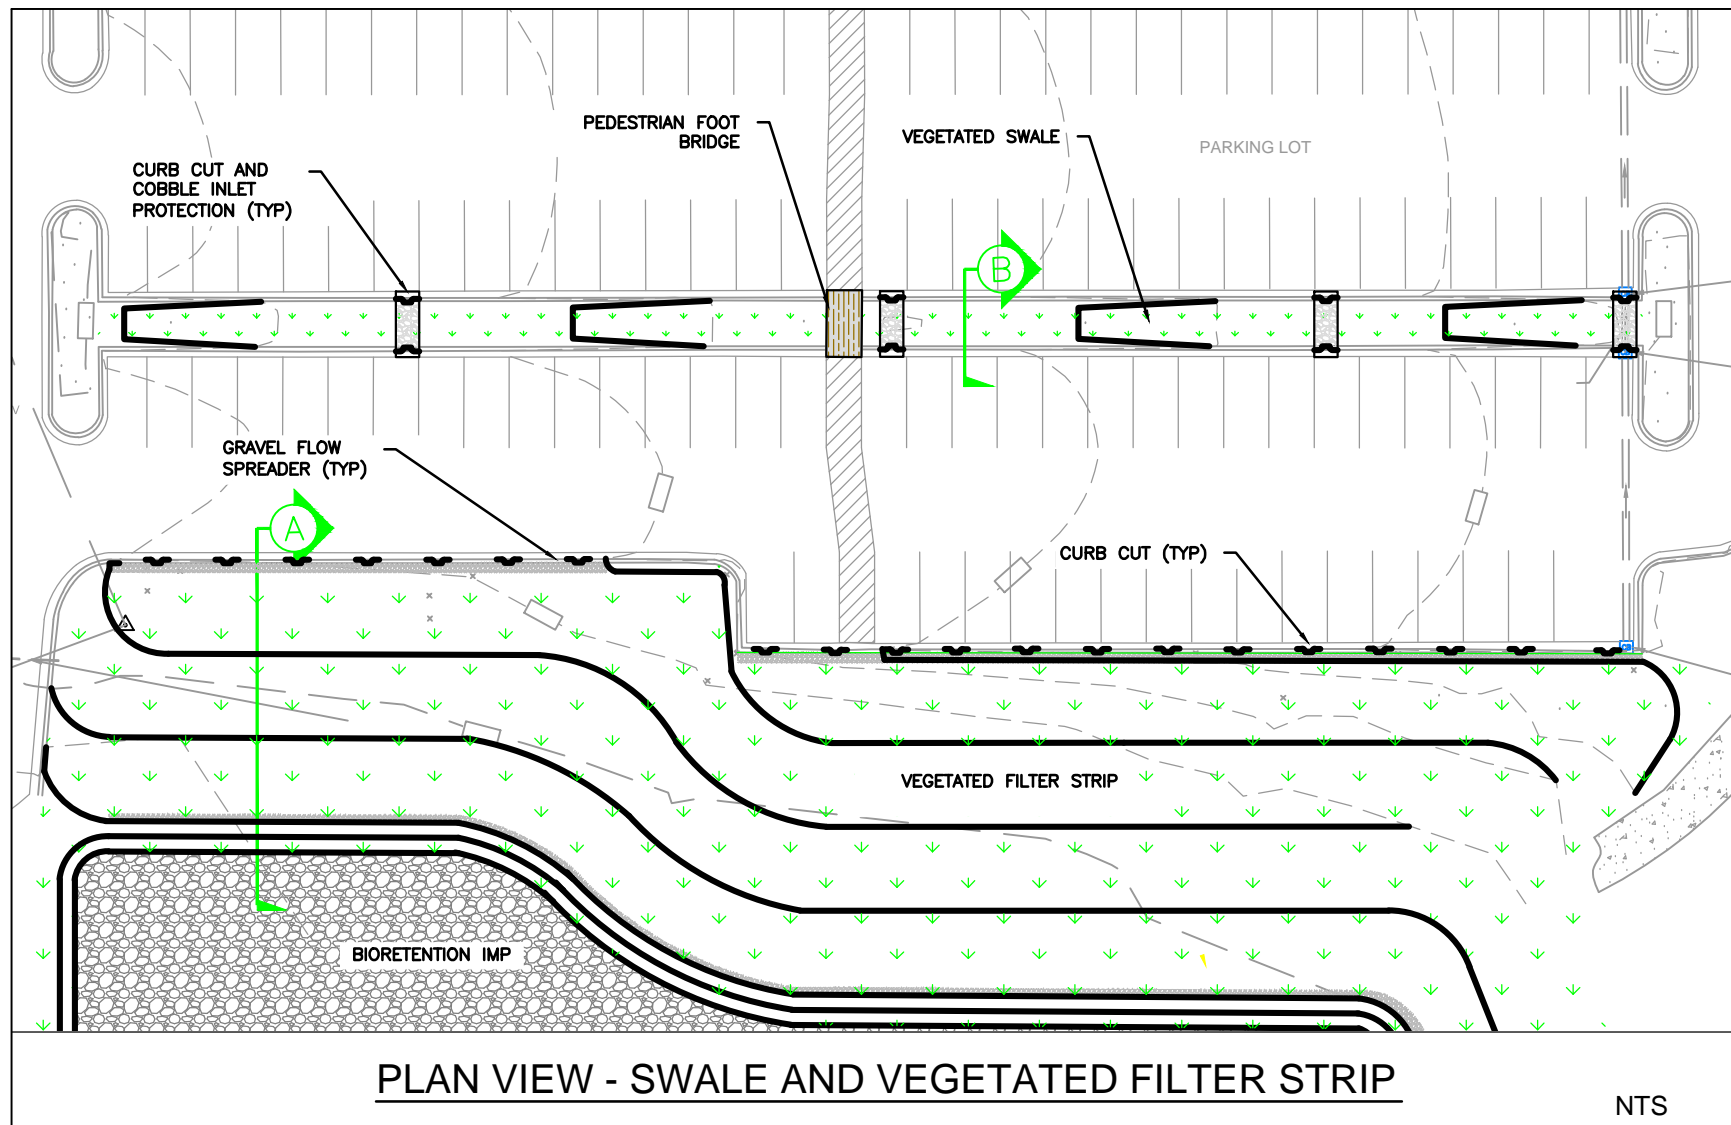 PEDESTRIAN FOOT
BRIDGE
VEGETATED SWALE
PARKING LOT
CURB CUT AND
COBBLE INLET
PROTECTION (TYP)
B
GRAVEL FLOW
SPREADER (TYP)
A
CURB CUT (TYP)
VEGETATED FILTER STRIP
BIORETENTION IMP
PLAN VIEW - SWALE AND VEGETATED FILTER STRIP
NTS